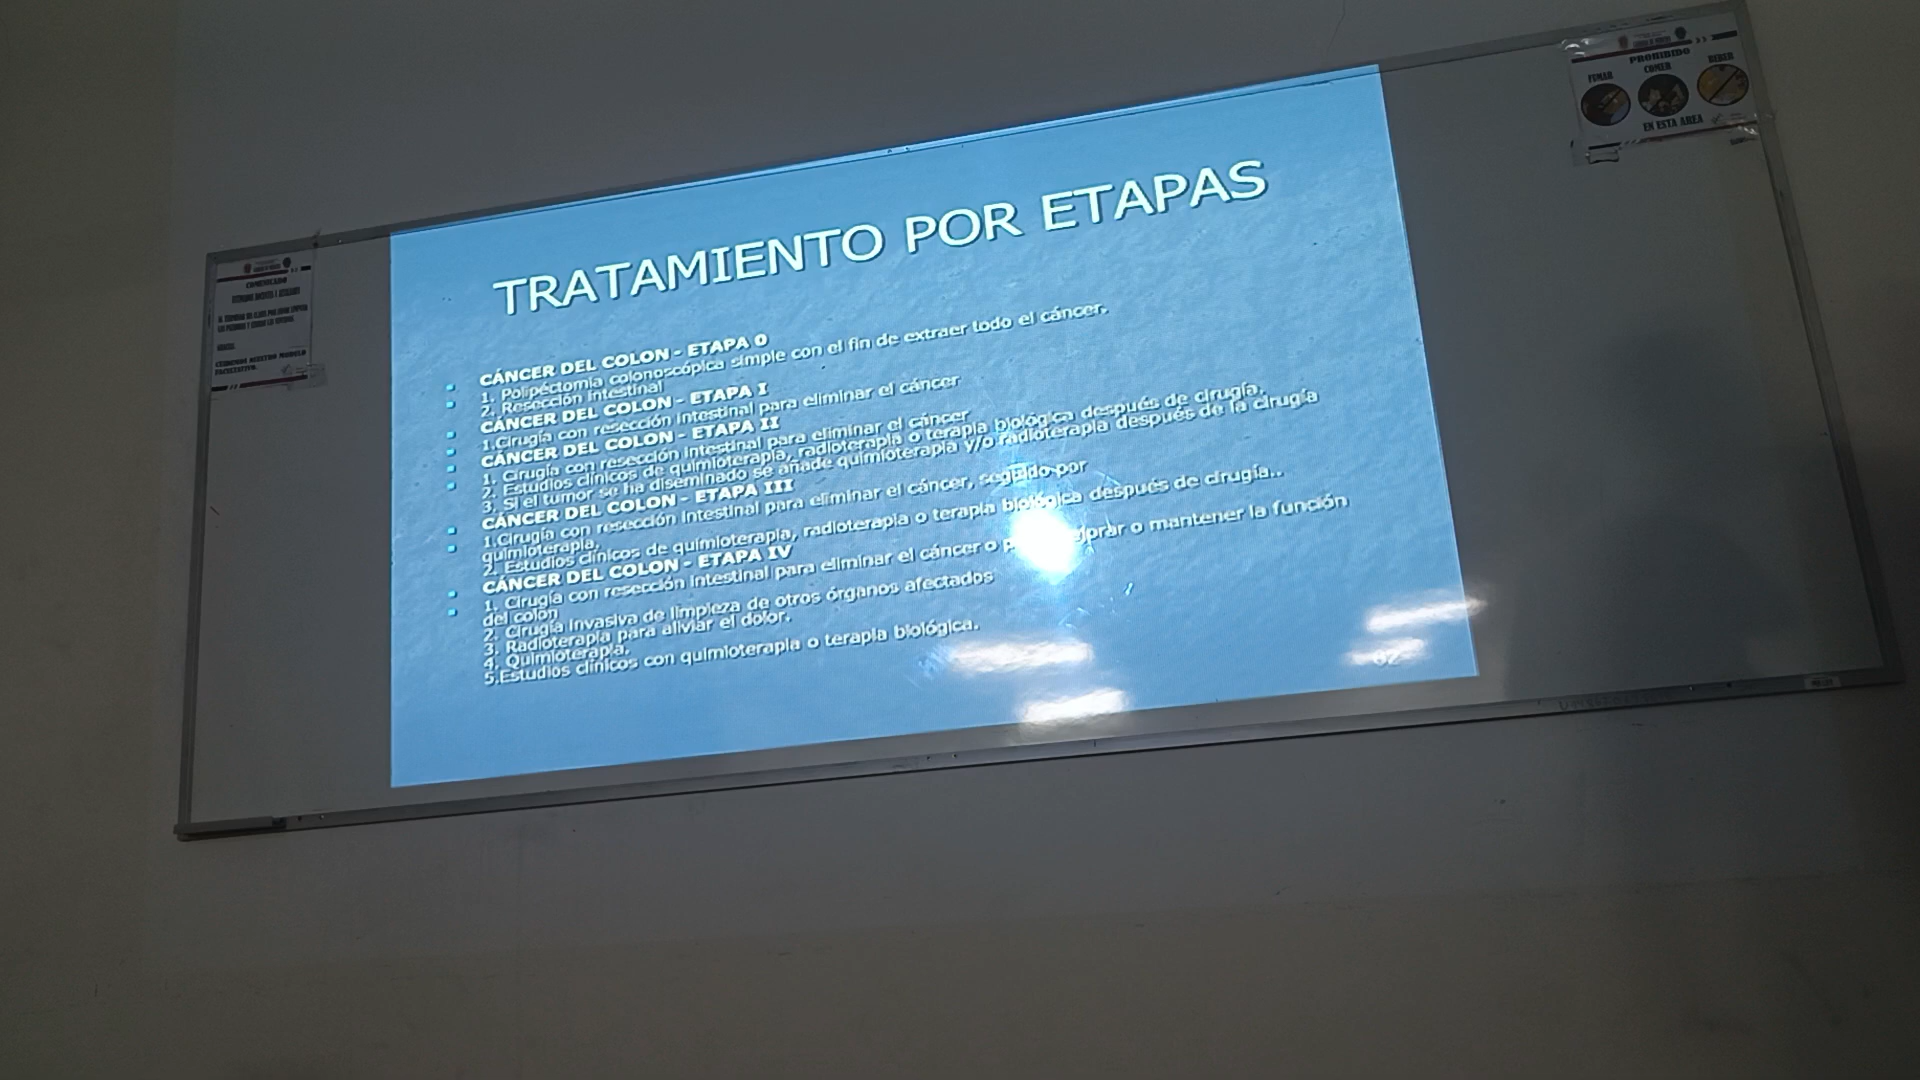 TRATAMIENTO POR ETAPAS
CÁNCER DEL COLON - ETAPA 0
1. Polipéctomia colonoscópica simple con el fin de extraer todo el cáncer.
2. Resección intestinal
CÁNCER DEL COLON - ETAPA I
1.Cirugía con resección intestinal para eliminar el cáncer
CÁNCER DEL COLON - ETAPA II
1. Cirugía con resección intestinal para eliminar el cáncer
2. Estudios clínicos de quimioterapia, radioterapia o terapia biológica después de cirugía.
3. Si el tumor se ha diseminado se añade quimioterapia y/o radioterapia después de la cirugía
CÁNCER DEL COLON - ETAPA III
1.Cirugía con resección intestinal para eliminar el cáncer, seguido por
quimioterapia.
2. Estudios clínicos de quimioterapia, radioterapia o terapia biológica después de cirugía..
CÁNCER DEL COLON - ETAPA IV
1. Cirugía con resección intestinal para eliminar el cáncer o mantener la función
del colon
2. Cirugía invasiva de limpieza de otros órganos afectados
3. Radioterapia para aliviar el dolor.
4. Quimioterapia.
5.Estudios clínicos con quimioterapia o terapia biológica.
62
COMUNICADO
PROHIBIDO
FUMAR COMER BEBER
EN ESTA AREA